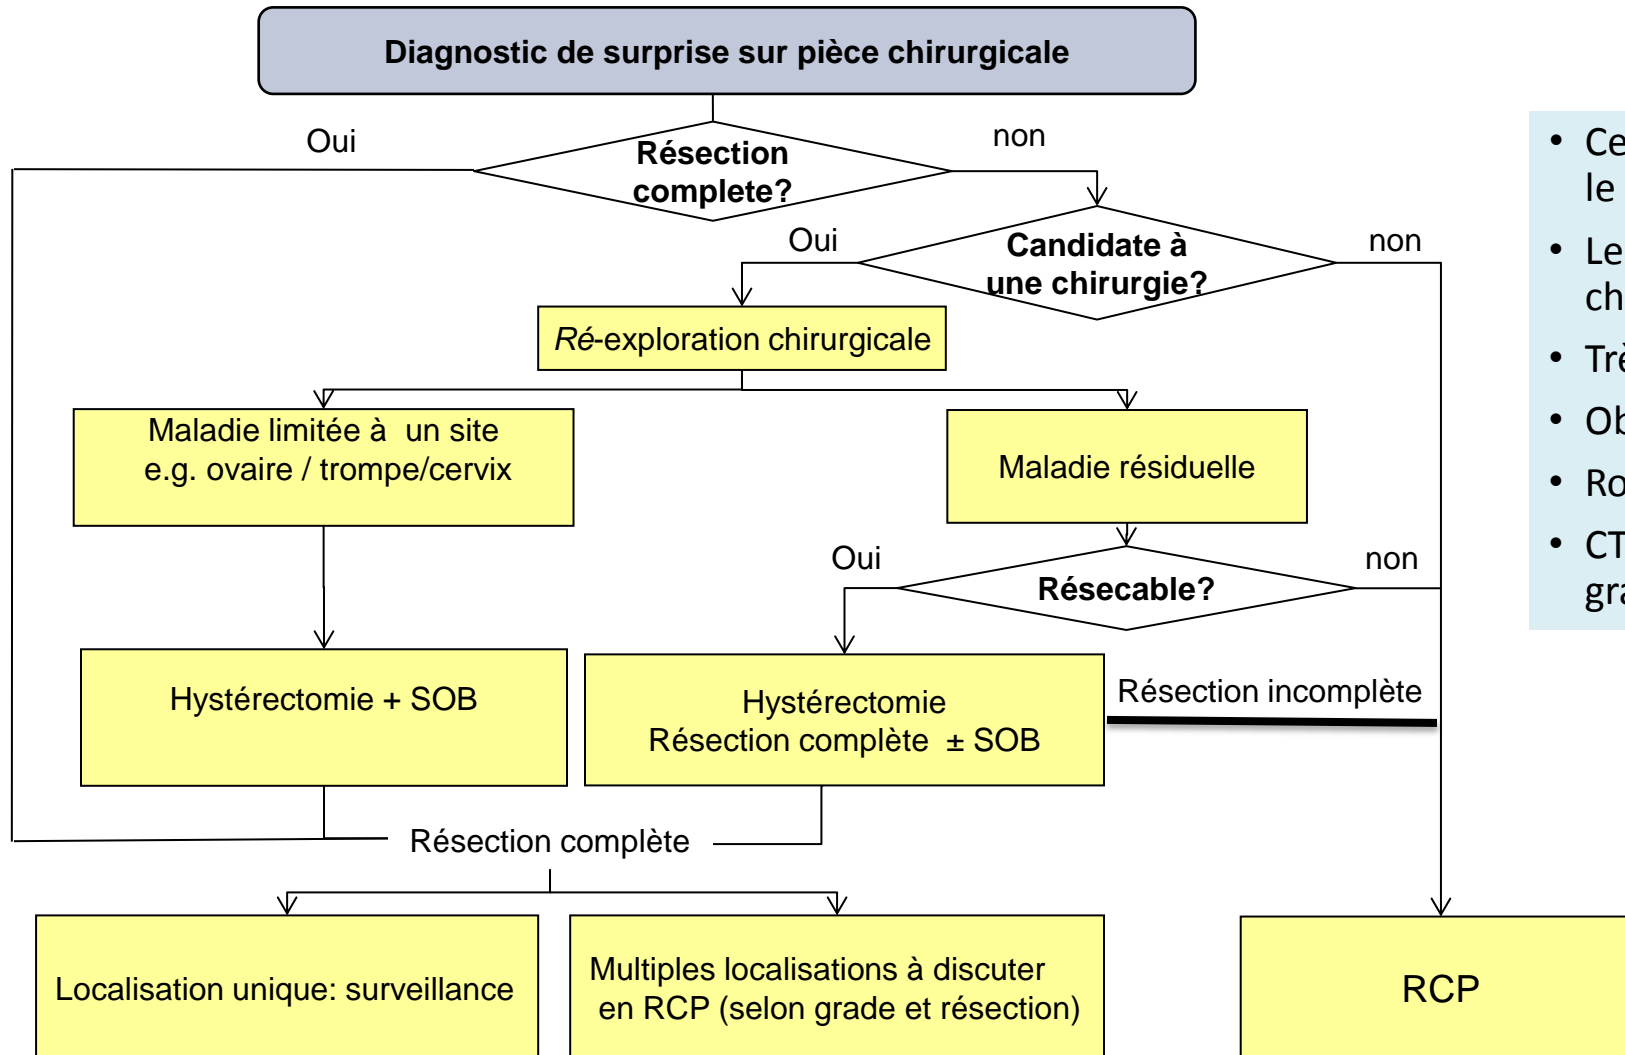 Diagnostic de surprise sur pièce chirurgicale
Oui
non
Résection
complete?
Oui
Candidate à
une chirurgie?
non
Ré-exploration chirurgicale
Maladie limitée à un site
e.g. ovaire / trompe/cervix
Maladie résiduelle
Oui
Résecable?
non
Hystérectomie + SOB
Hystérectomie
Résection complète ± SOB
Résection incomplète
Résection complète
Localisation unique: surveillance
Multiples localisations à discuter
en RCP (selon grade et résection)
RCP
• 
le
• 
• 
• 
• 
•